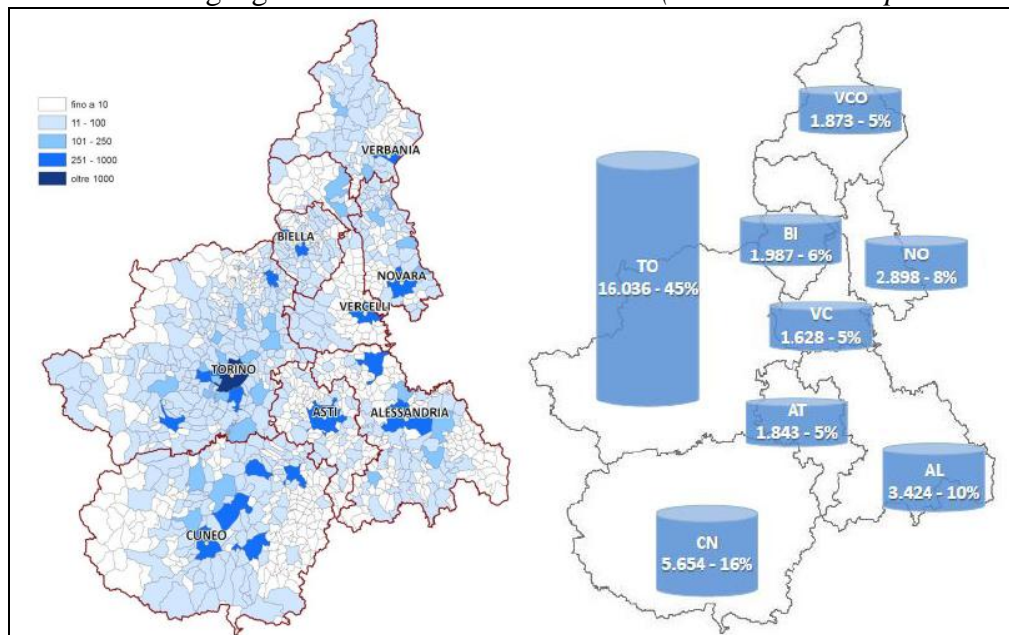 fino a 10
11 - 100
101 - 250
251 - 1000
oltre 1000
VERBANIA
BIELLA
NOVARA
VERCELLI
TORINO
ASTI
ALESSANDRIA
CUNEO
VCO
1.873 - 5%
BI
1.987 - 6%
NO
2.898 - 8%
TO
16.036 - 45%
VC
1.628 - 5%
AT
1.843 - 5%
AL
3.424 - 10%
CN
5.654 - 16%